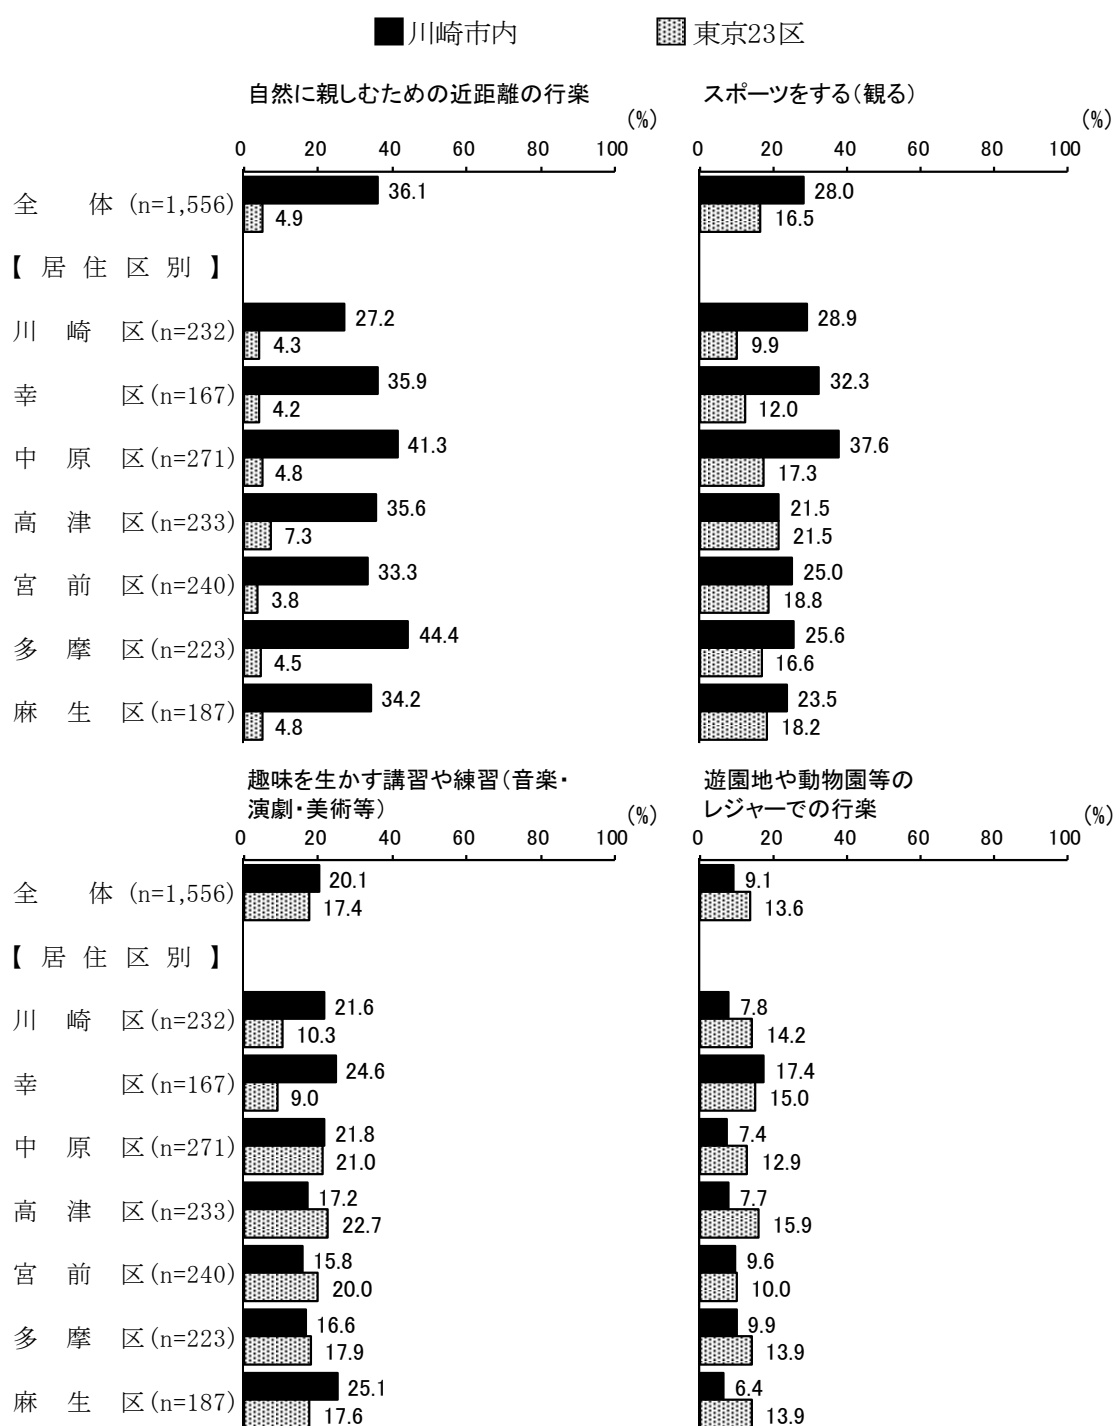 川崎市内 東京23区
自然に親しむための近距離の行楽
(%)
0 20 40 60 80 100
全体 (n=1,556) 36.1
4.9
【居住区別】
川崎区(n=232) 27.2
4.3
幸区(n=167) 35.9
4.2
中原区(n=271) 41.3
4.8
高津区(n=233) 35.6
7.3
宮前区(n=240) 33.3
3.8
多摩区(n=223) 44.4
4.5
麻生区(n=187) 34.2
4.8
スポーツをする(観る)
(%)
0 20 40 60 80 100
28.0
16.5
28.9
9.9
32.3
12.0
37.6
17.3
21.5
21.5
25.0
18.8
25.6
16.6
23.5
18.2
趣味を生かす講習や練習(音楽・
演劇・美術等)
(%)
0 20 40 60 80 100
全体 (n=1,556) 20.1
17.4
【居住区別】
川崎区(n=232) 21.6
10.3
幸区(n=167) 24.6
9.0
中原区(n=271) 21.8
21.0
高津区(n=233) 17.2
22.7
宮前区(n=240) 15.8
20.0
多摩区(n=223) 16.6
17.9
麻生区(n=187) 25.1
17.6
遊園地や動物園等の
レジャーでの行楽
(%)
0 20 40 60 80 100
9.1
13.6
7.8
14.2
17.4
15.0
7.4
12.9
7.7
15.9
9.6
10.0
9.9
13.9
6.4
13.9